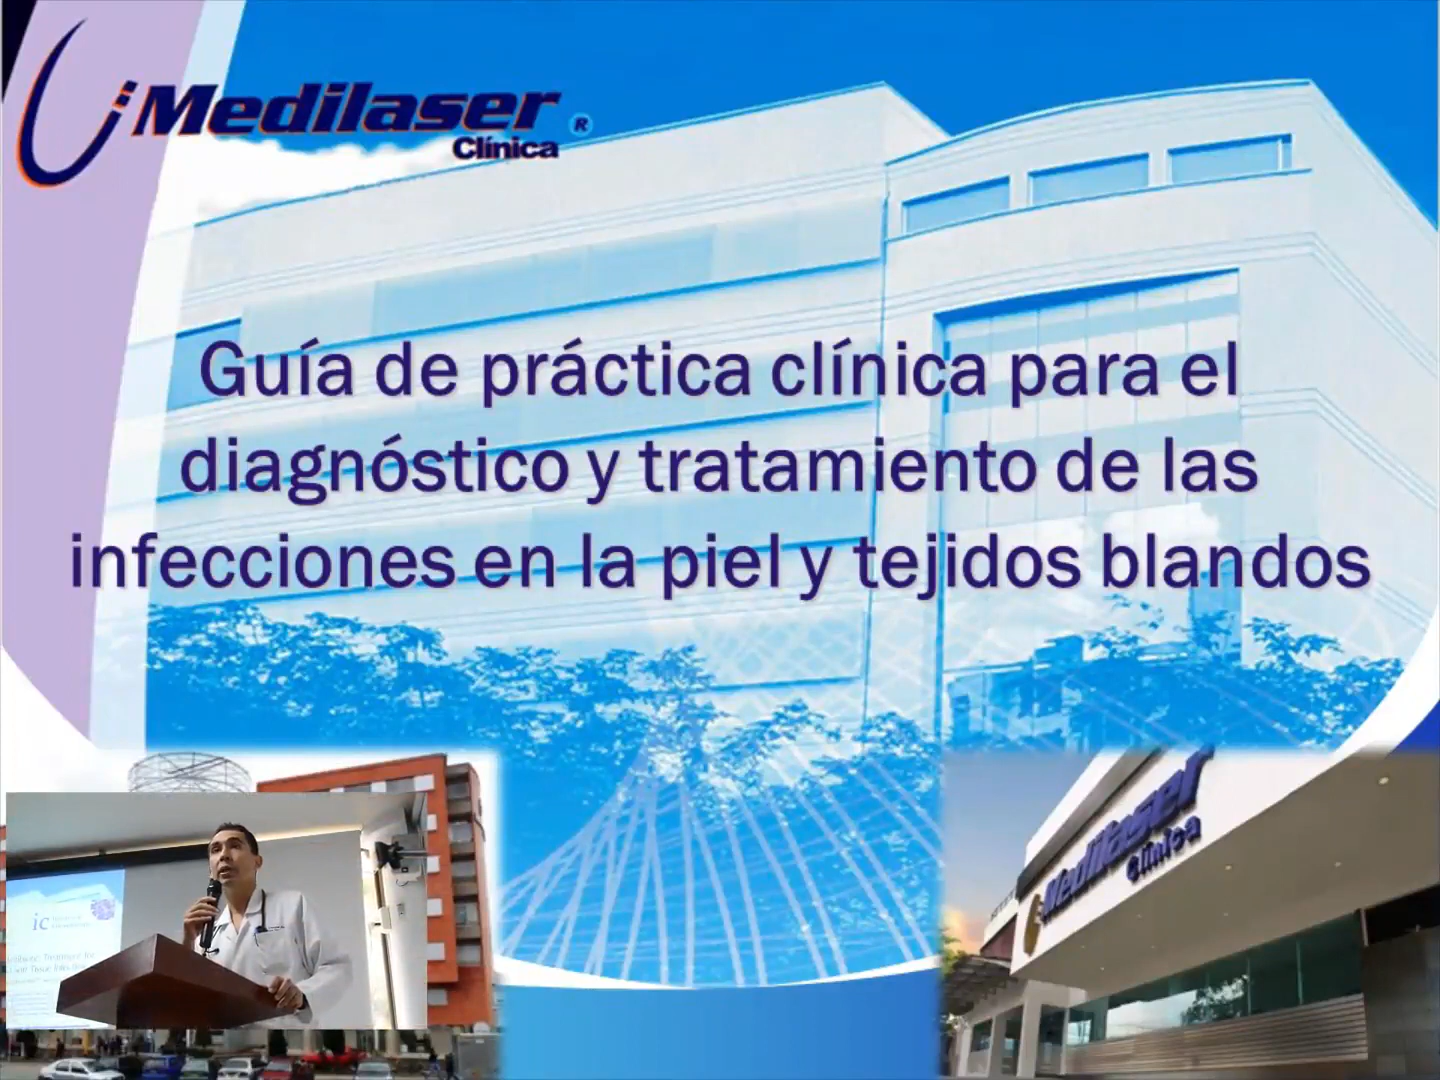 Medilaser ®
Clínica
Guía de práctica clínica para el
diagnóstico y tratamiento de las
infecciones en la piel y tejidos blandos
Medilaser
Clínica
ic